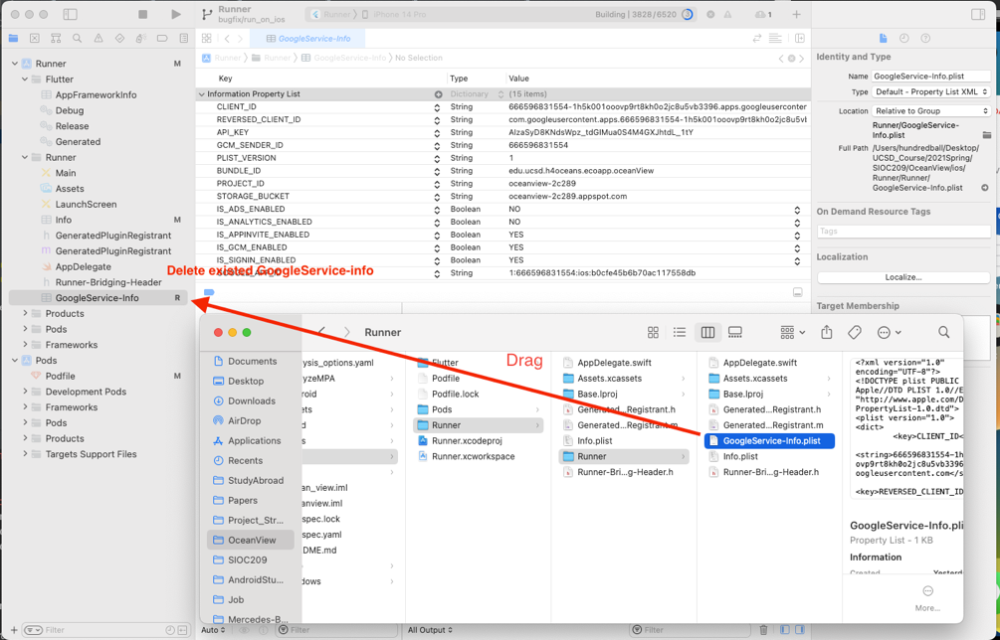 Runner
bugfix/run_on_ios
Runner
iPhone 14 Pro
Building | 3828/6520
3
1
GoogleService-Info
Runner
Runner
GoogleService-Info
No Selection
Runner
M
Flutter
AppFrameworkInfo
Debug
Release
Generated
Runner
Main
Assets
LaunchScreen
Info
M
GeneratedPluginRegistrant
GeneratedPluginRegistrant
AppDelegate
Runner-Bridging-Header
GoogleService-Info
R
Products
Pods
Frameworks
Pods
Podfile
M
Development Pods
Frameworks
Pods
Products
Targets Support Files
Filter
Key Type Value
Information Property List Dictionary (15 items)
CLIENT_ID String 666596831554-1h5k001ooovp9rt8kh0o2jc8u5vb3396.apps.googleusercontent
REVERSED_CLIENT_ID String com.googleusercontent.apps.666596831554-1h5k001ooovp9rt8kh0o2jc8u5vb
API_KEY String
GCM_SENDER_ID String 666596831554
PLIST_VERSION String 1
BUNDLE_ID String edu.ucsd.h4oceans.ecoapp.oceanView
PROJECT_ID String oceanview-2c289
STORAGE_BUCKET String oceanview-2c289.appspot.com
IS_ADS_ENABLED Boolean NO
IS_ANALYTICS_ENABLED Boolean NO
IS_APPINVITE_ENABLED Boolean YES
IS_GCM_ENABLED Boolean YES
IS_SIGNIN_ENABLED Boolean YES
String 1:666596831554:ios:b0cfe45b6b70ac117558db
Delete existed GoogleService-info
Drag
Identity and Type
Name GoogleService-Info.plist
Type Default - Property List XML
Location Relative to Group
Runner/GoogleService-
Info.plist
Full Path /Users/hundredball/Desktop/
UCSD_Course/2021Spring/
SIOC209/OceanView/ios/
Runner/Runner/
GoogleService-Info.plist
On Demand Resource Tags
Tags
Localization
Localize...
Target Membership
Runner
Documents
Desktop
Downloads
AirDrop
Applications
Recents
StudyAbroad
Papers
Project_Str...
OceanView
SIOC209
AndroidStu...
Job
Mercedes-B...
ysis_options.yaml
yzeMPA
roid
ets
d
an_view.iml
anview.iml
spec.lock
spec.yaml
DME.md
dows
Flutter
Podfile
Podfile.lock
Pods
Runner
Runner.xcodeproj
Runner.xcworkspace
AppDelegate.swift
Assets.xcassets
Base.lproj
Generated...Registrant.h
Generated...Registrant.m
Info.plist
Runner
Runner-Bri...g-Header.h
AppDelegate.swift
Assets.xcassets
Base.lproj
Generated...Registrant.h
Generated...Registrant.m
GoogleService-Info.plist
Info.plist
Runner-Bri...g-Header.h
<?xml version="1.0"
encoding="UTF-8"?>
<!DOCTYPE plist PUBLIC
Apple//DTD PLIST 1.0//E
"http://www.apple.com/D
PropertyList-1.0.dtd">
<plist version="1.0">
<dict>
<key>CLIENT_ID<
<string>666596831554-1h
ovp9rt8kh0o2jc8u5vb3396
oogleusercontent.com</s
<key>REVERSED_CLIENT_ID
GoogleService-Info.pli
Property List - 1 KB
Information
Created Yesterd
More...
Auto
Filter
All Output
Filter